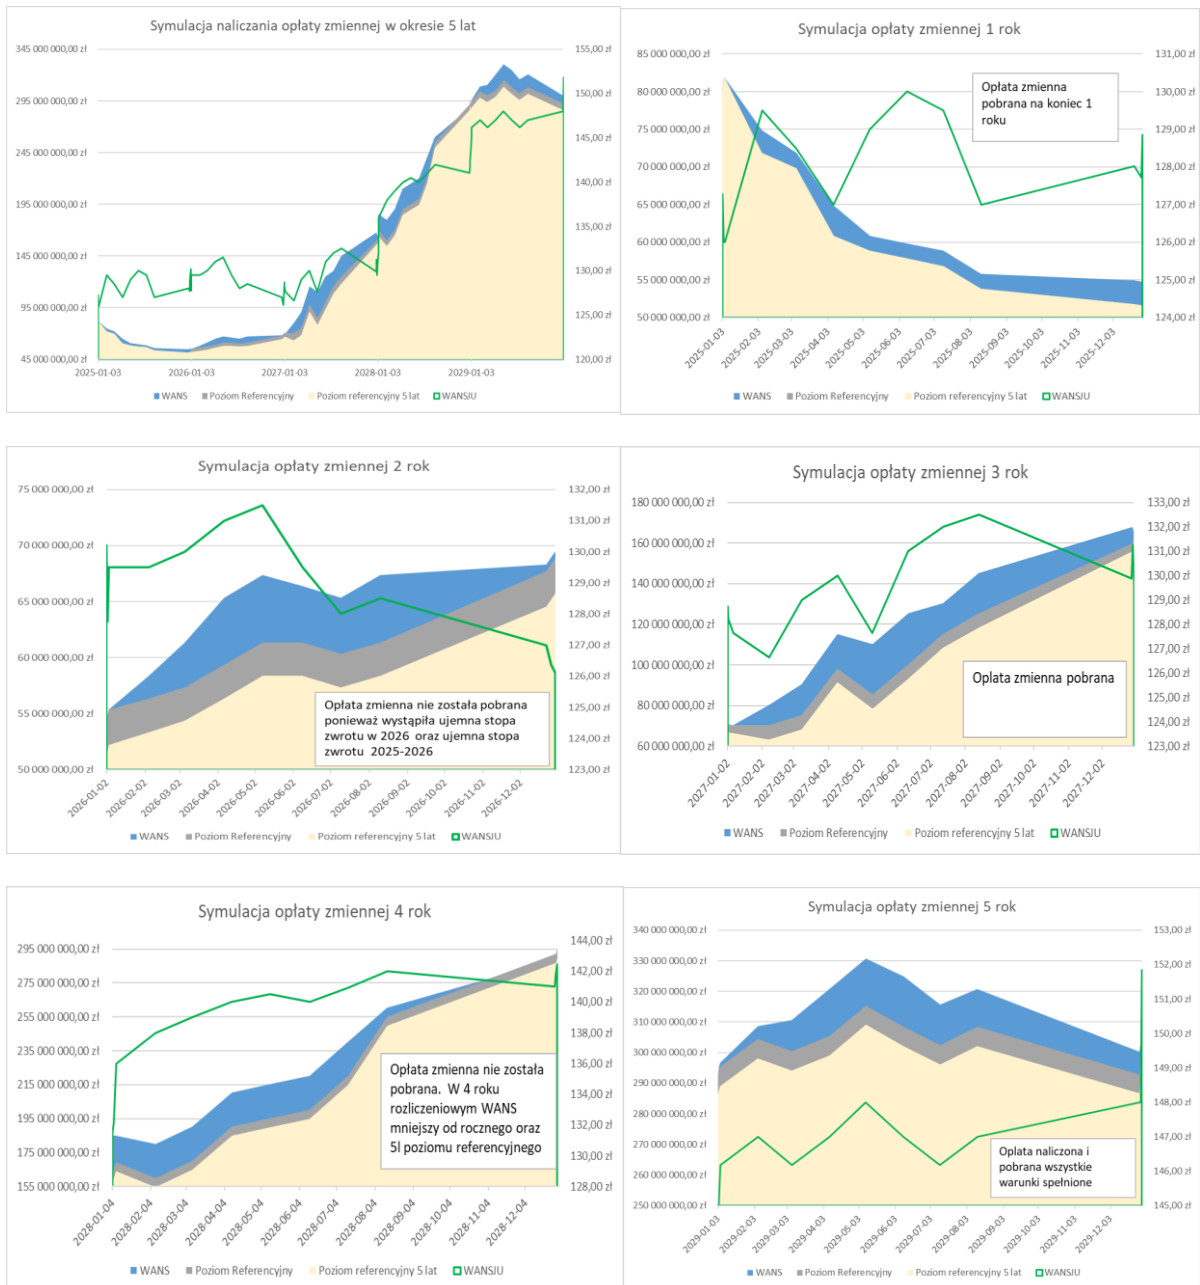 Symulacja naliczania opłaty zmiennej w okresie 5 lat
345 000 000,00 zł
295 000 000,00 zł
245 000 000,00 zł
195 000 000,00 zł
145 000 000,00 zł
95 000 000,00 zł
45 000 000,00 zł
155,00 zł
150,00 zł
145,00 zł
140,00 zł
135,00 zł
130,00 zł
125,00 zł
120,00 zł
2025-01-03 2026-01-03 2027-01-03 2028-01-03 2029-01-03
WANS Poziom Referencyjny Poziom referencyjny 5 lat WANSJU
Symulacja opłaty zmiennej 1 rok
85 000 000,00 zł
80 000 000,00 zł
75 000 000,00 zł
70 000 000,00 zł
65 000 000,00 zł
60 000 000,00 zł
55 000 000,00 zł
50 000 000,00 zł
131,00 zł
130,00 zł
129,00 zł
128,00 zł
127,00 zł
126,00 zł
125,00 zł
124,00 zł
Opłata zmienna
pobrana na koniec 1
roku
2025-01-03 2025-02-03 2025-03-03 2025-04-03 2025-05-03 2025-06-03 2025-07-03 2025-08-03 2025-09-03 2025-10-03 2025-11-03 2025-12-03
WANS Poziom Referencyjny Poziom referencyjny 5 lat WANSJU
Symulacja opłaty zmiennej 2 rok
75 000 000,00 zł
70 000 000,00 zł
65 000 000,00 zł
60 000 000,00 zł
55 000 000,00 zł
50 000 000,00 zł
132,00 zł
131,00 zł
130,00 zł
129,00 zł
128,00 zł
127,00 zł
126,00 zł
125,00 zł
124,00 zł
123,00 zł
Opłata zmienna nie została pobrana
ponieważ wystąpiła ujemna stopa
zwrotu w 2026 oraz ujemna stopa
zwrotu 2025-2026
2026-01-02 2026-02-02 2026-03-02 2026-04-02 2026-05-02 2026-06-02 2026-07-02 2026-08-02 2026-09-02 2026-10-02 2026-11-02 2026-12-02
WANS Poziom Referencyjny Poziom referencyjny 5 lat WANSJU
Symulacja opłaty zmiennej 3 rok
180 000 000,00 zł
160 000 000,00 zł
140 000 000,00 zł
120 000 000,00 zł
100 000 000,00 zł
80 000 000,00 zł
60 000 000,00 zł
133,00 zł
132,00 zł
131,00 zł
130,00 zł
129,00 zł
128,00 zł
127,00 zł
126,00 zł
125,00 zł
124,00 zł
123,00 zł
Opłata zmienna pobrana
2027-01-02 2027-02-02 2027-03-02 2027-04-02 2027-05-02 2027-06-02 2027-07-02 2027-08-02 2027-09-02 2027-10-02 2027-11-02 2027-12-02
WANS Poziom Referencyjny Poziom referencyjny 5 lat WANSJU
Symulacja opłaty zmiennej 4 rok
295 000 000,00 zł
275 000 000,00 zł
255 000 000,00 zł
235 000 000,00 zł
215 000 000,00 zł
195 000 000,00 zł
175 000 000,00 zł
155 000 000,00 zł
144,00 zł
142,00 zł
140,00 zł
138,00 zł
136,00 zł
134,00 zł
132,00 zł
130,00 zł
128,00 zł
Opłata zmienna nie została
pobrana. W 4 roku
rozliczeniowym WANS
mniejszy od rocznego oraz
5l poziomu referencyjnego
2028-01-04 2028-02-04 2028-03-04 2028-04-04 2028-05-04 2028-06-04 2028-07-04 2028-08-04 2028-09-04 2028-10-04 2028-11-04 2028-12-04
WANS Poziom Referencyjny Poziom referencyjny 5 lat WANSJU
Symulacja opłaty zmiennej 5 rok
340 000 000,00 zł
330 000 000,00 zł
320 000 000,00 zł
310 000 000,00 zł
300 000 000,00 zł
290 000 000,00 zł
280 000 000,00 zł
270 000 000,00 zł
260 000 000,00 zł
250 000 000,00 zł
153,00 zł
152,00 zł
151,00 zł
150,00 zł
149,00 zł
148,00 zł
147,00 zł
146,00 zł
145,00 zł
Oplata naliczona i
pobrana wszystkie
warunki spełnione
2029-01-03 2029-02-03 2029-03-03 2029-04-03 2029-05-03 2029-06-03 2029-07-03 2029-08-03 2029-09-03 2029-10-03 2029-11-03 2029-12-03
WANS Poziom Referencyjny Poziom referencyjny 5 lat WANSJU